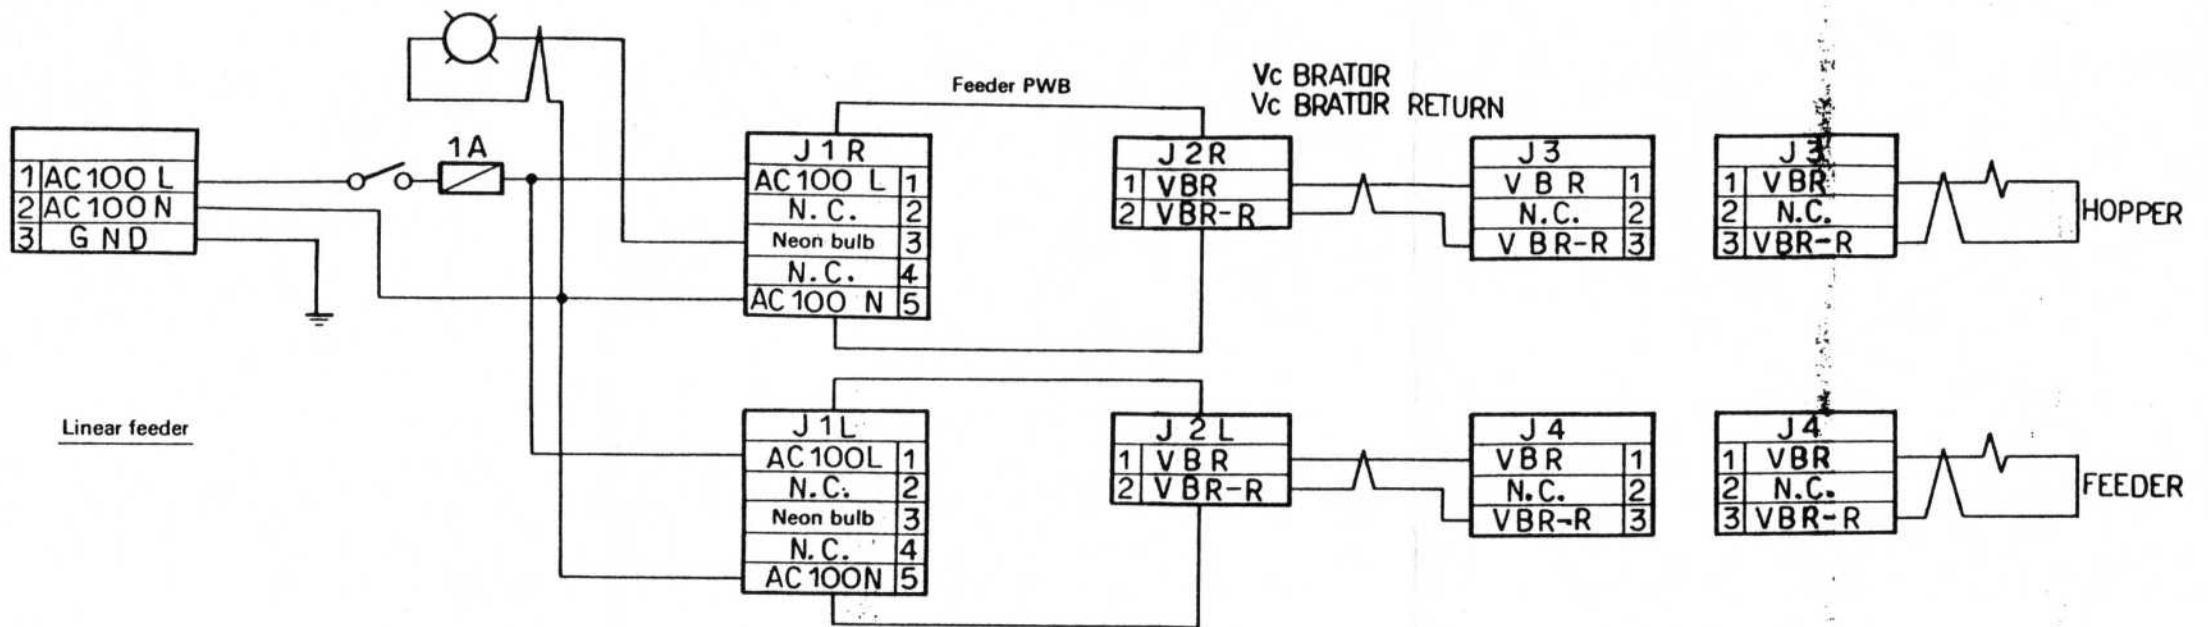 Feeder PWB
Vc BRATOR
Vc BRATOR RETURN
1 AC100 L
2 AC100 N
3 GND
1A
J1R
AC100 L 1
N.C. 2
Neon bulb 3
N.C. 4
AC100 N 5
J2R
1 VBR
2 VBR-R
J3
VBR 1
N.C. 2
VBR-R 3
J3
1 VBR
2 N.C.
3 VBR-R
HOPPER
Linear feeder
J1L
AC100L 1
N.C. 2
Neon bulb 3
N.C. 4
AC100N 5
J2L
1 VBR
2 VBR-R
J4
VBR 1
N.C. 2
VBR-R 3
J4
1 VBR
2 N.C.
3 VBR-R
FEEDER